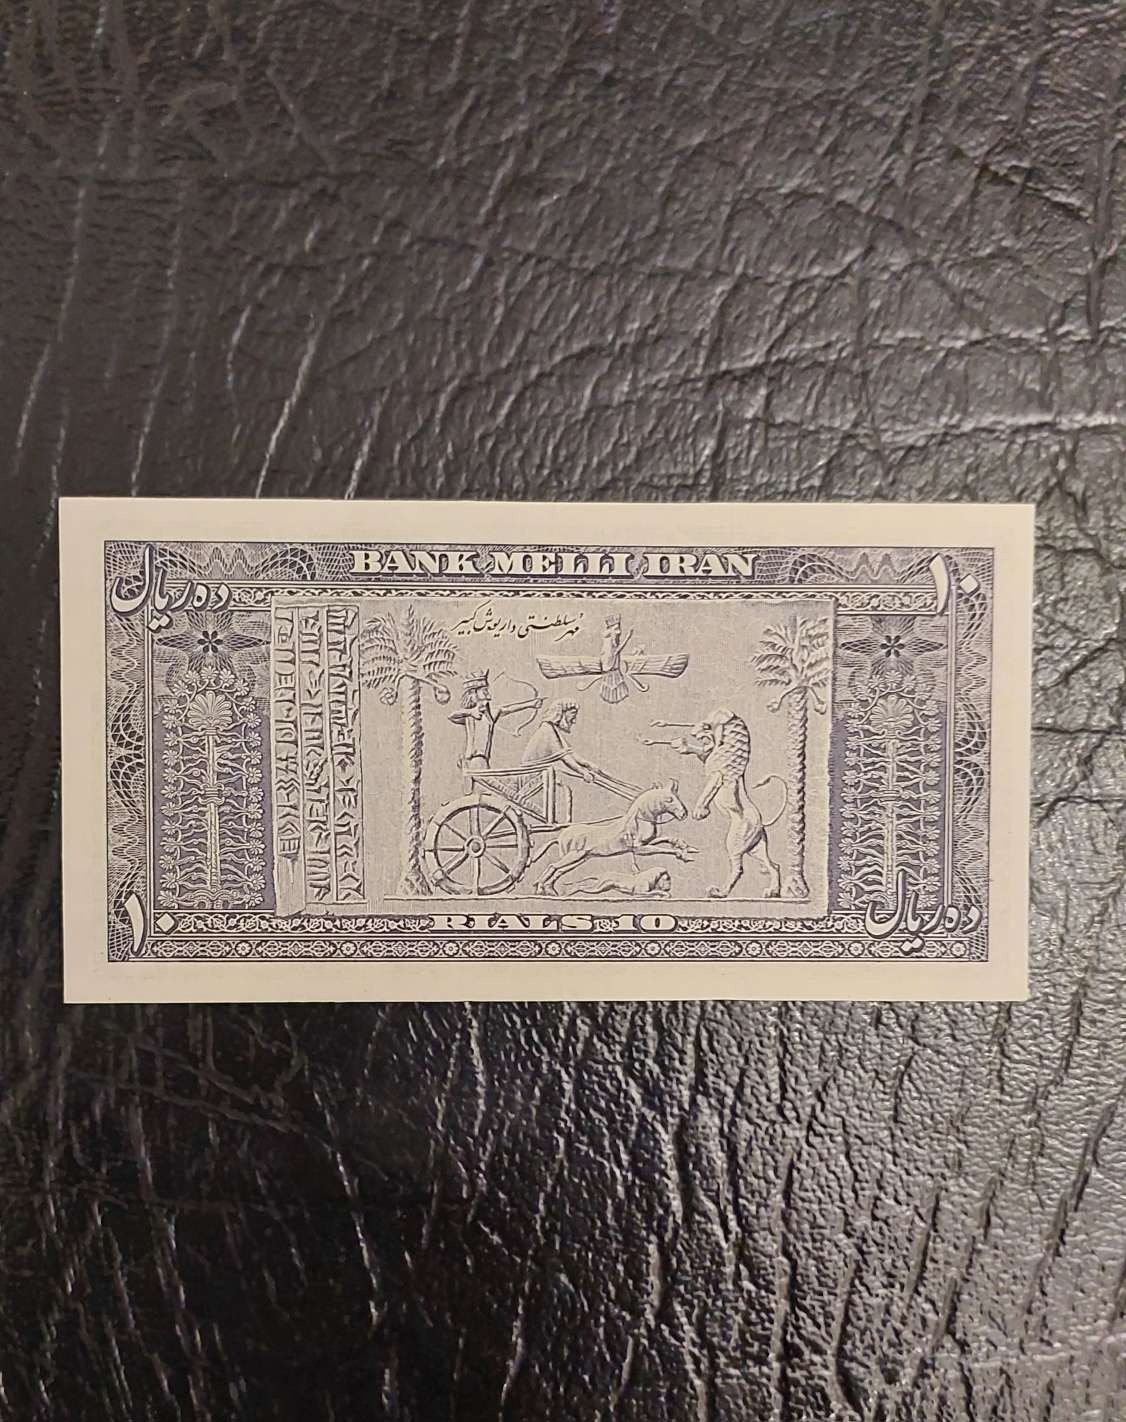 BANK MELLI IRAN
ده ریال
۱۰
مهر سلطنتی داریوش کبیر
۱۰
RIALS 10
ده ریال